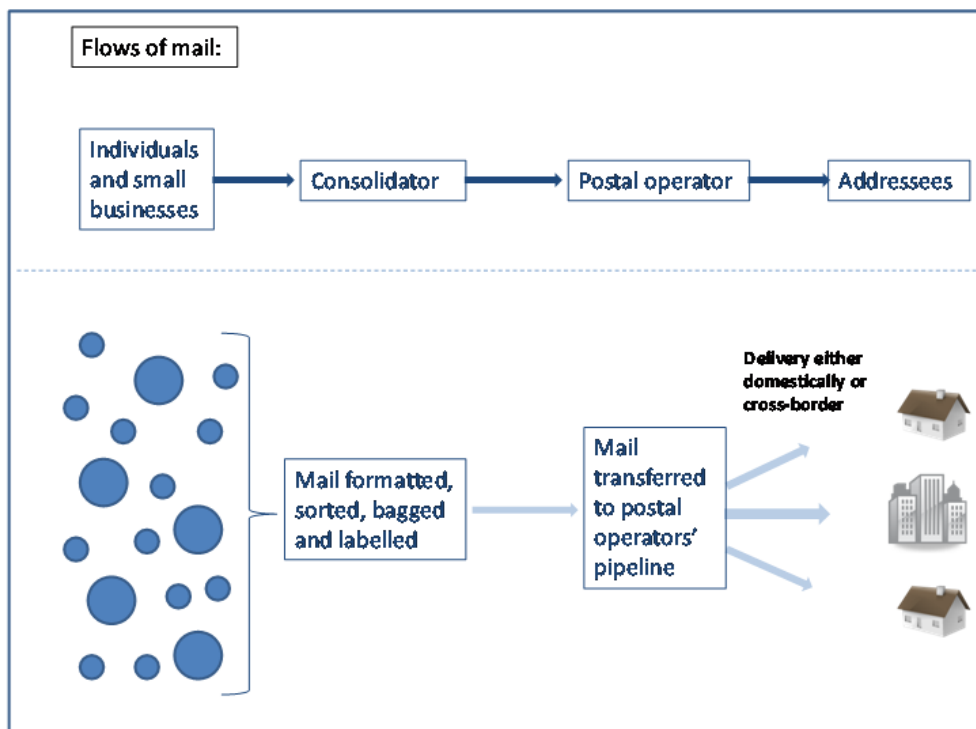 Flows of mail:
Individuals
and small
businesses
Consolidator
Postal operator
Addressees
Delivery either
domestically or
cross-border
Mail formatted,
sorted, bagged
and labelled
Mail
transferred
to postal
operators’
pipeline